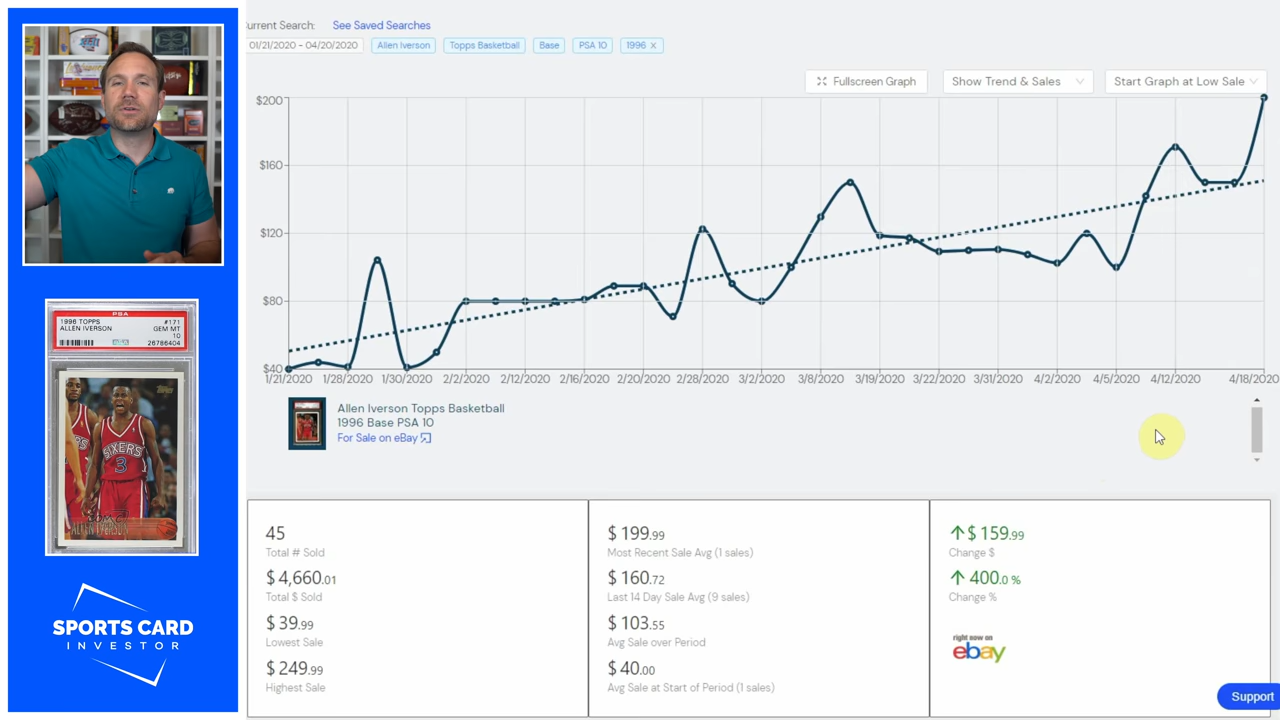 Current Search: See Saved Searches
01/21/2020 - 04/20/2020 Allen Iverson Topps Basketball Base PSA 10 1996 X
Fullscreen Graph Show Trend & Sales Start Graph at Low Sale
$200
$160
$120
$80
$40
1/21/2020 1/28/2020 1/30/2020 2/2/2020 2/12/2020 2/16/2020 2/20/2020 2/28/2020 3/2/2020 3/8/2020 3/19/2020 3/22/2020 3/31/2020 4/2/2020 4/5/2020 4/12/2020 4/18/2020
Allen Iverson Topps Basketball
1996 Base PSA 10
For Sale on eBay
45
Total # Sold
$ 4,660.01
Total $ Sold
$ 39.99
Lowest Sale
$ 249.99
Highest Sale
$ 199.99
Most Recent Sale Avg (1 sales)
$ 160.72
Last 14 Day Sale Avg (9 sales)
$ 103.55
Avg Sale over Period
$ 40.00
Avg Sale at Start of Period (1 sales)
↑$ 159.99
Change $
↑ 400.0 %
Change %
right now on
ebay
Support
PSA
1996 TOPPS #171
ALLEN IVERSON GEM MT
10
26786404
Topps
SIXERS
3
ALLEN IVERSON
SPORTS CARD
INVESTOR